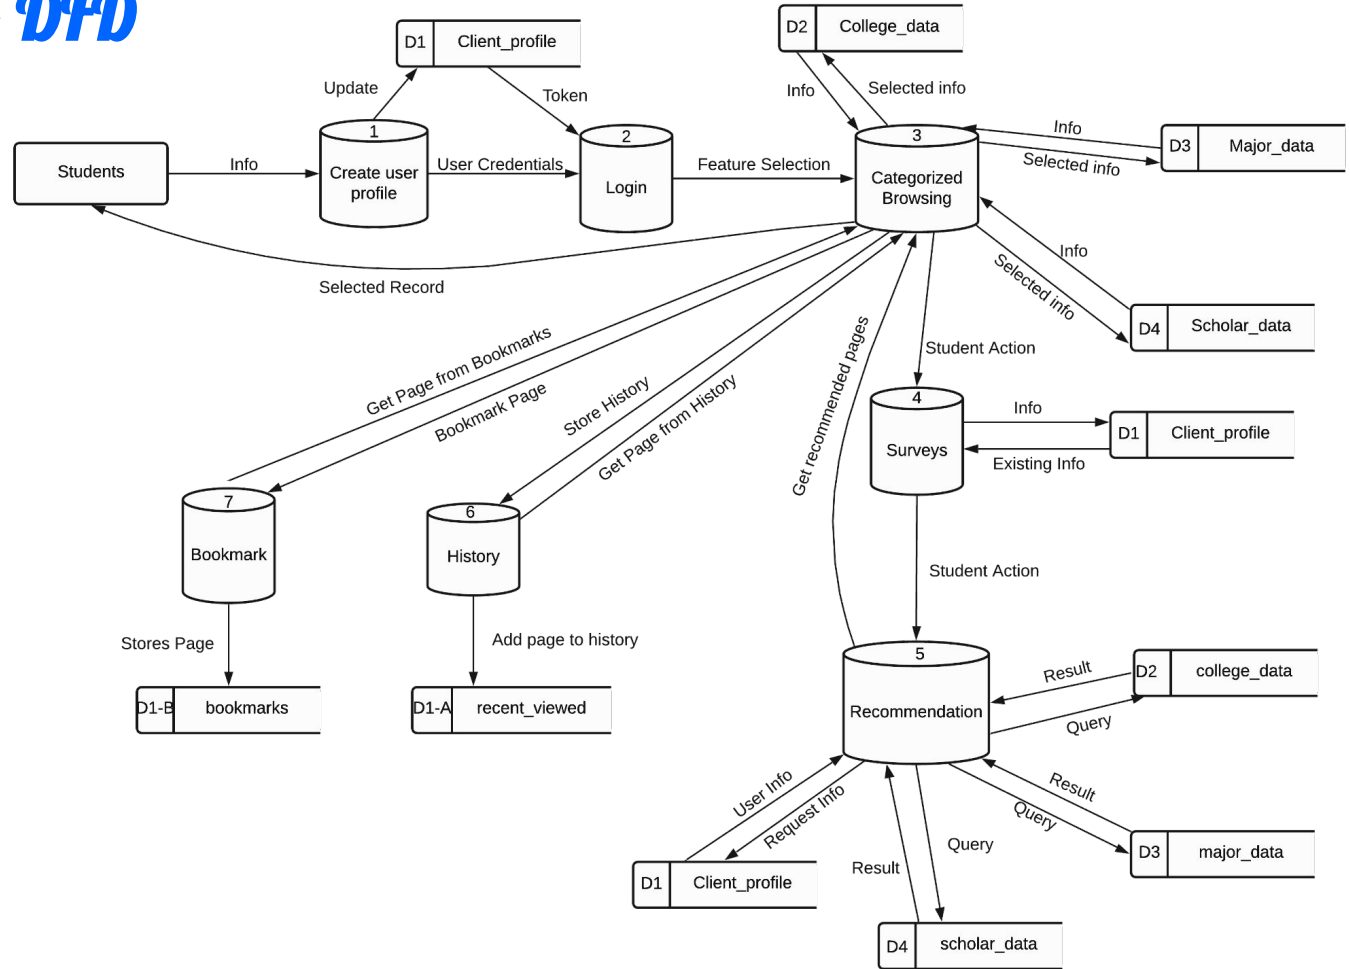 DFD
D1
Client_profile
D2
College_data
Update
Token
Info
Selected info
Students
Info
1
Create user
profile
User Credentials
2
Login
Feature Selection
3
Categorized
Browsing
Info
Selected info
D3
Major_data
Selected Record
Info
Selected info
D4
Scholar_data
Get Page from Bookmarks
Bookmark Page
Store History
Get Page from History
Get recommended pages
Student Action
4
Surveys
Info
Existing Info
D1
Client_profile
7
Bookmark
6
History
Student Action
Stores Page
Add page to history
D1-B
bookmarks
D1-A
recent_viewed
5
Recommendation
Result
Query
D2
college_data
User Info
Request Info
Result
Query
D3
major_data
Query
Result
D1
Client_profile
D4
scholar_data